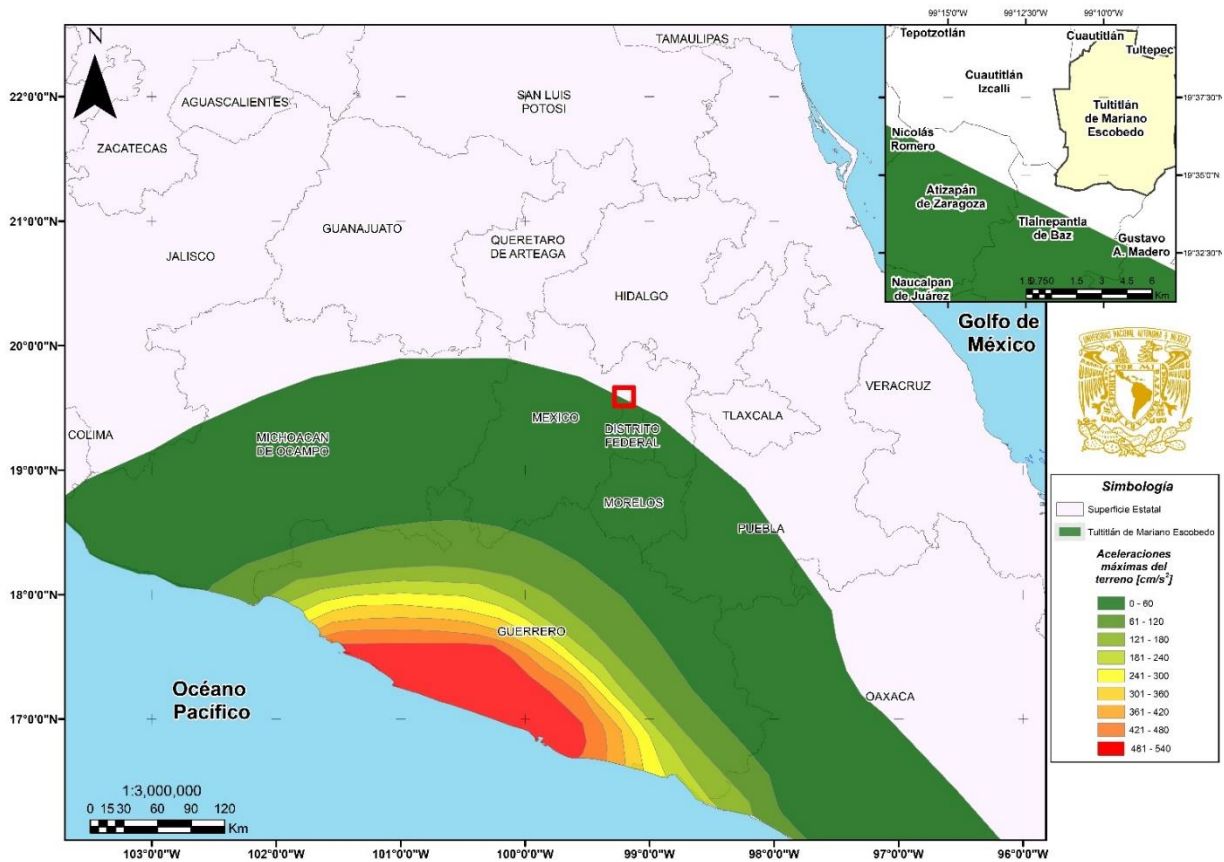 99°15'0"W
99°12'30"W
99°10'0"W
N
TAMAULIPAS
Tepotzotlán
Cuautitlán
Tultepec
Cuautitlán
Izcalli
22°0'0"N
AGUASCALIENTES
SAN LUIS
POTOSI
19°37'30"N
ZACATECAS
Tultitlán
de Mariano
Escobedo
Nicolás
Romero
19°35'0"N
Atizapán
de Zaragoza
21°0'0"N
GUANAJUATO
QUERETARO
DE ARTEAGA
Tlalnepantla
de Baz
Gustavo
A. Madero
19°32'30"N
JALISCO
HIDALGO
Naucalpan
de Juárez
1.5
3
4.5
6
Km
20°0'0"N
Golfo de
México
VERACRUZ
MEXICO
TLAXCALA
COLIMA
MICHOACAN
DE OCAMPO
DISTRITO
FEDERAL
19°0'0"N
MORELOS
PUEBLA
Simbología
Superficie Estatal
Tultitlán de Mariano Escobedo
Aceleraciones
máximas del
terreno [cm/s²]
0 - 60
61 - 120
121 - 180
181 - 240
241 - 300
301 - 360
361 - 420
421 - 480
481 - 540
18°0'0"N
GUERRERO
Océano
Pacífico
OAXACA
17°0'0"N
1:3,000,000
0 15 30 60 90 120
Km
103°0'0"W
102°0'0"W
101°0'0"W
100°0'0"W
99°0'0"W
98°0'0"W
97°0'0"W
96°0'0"W